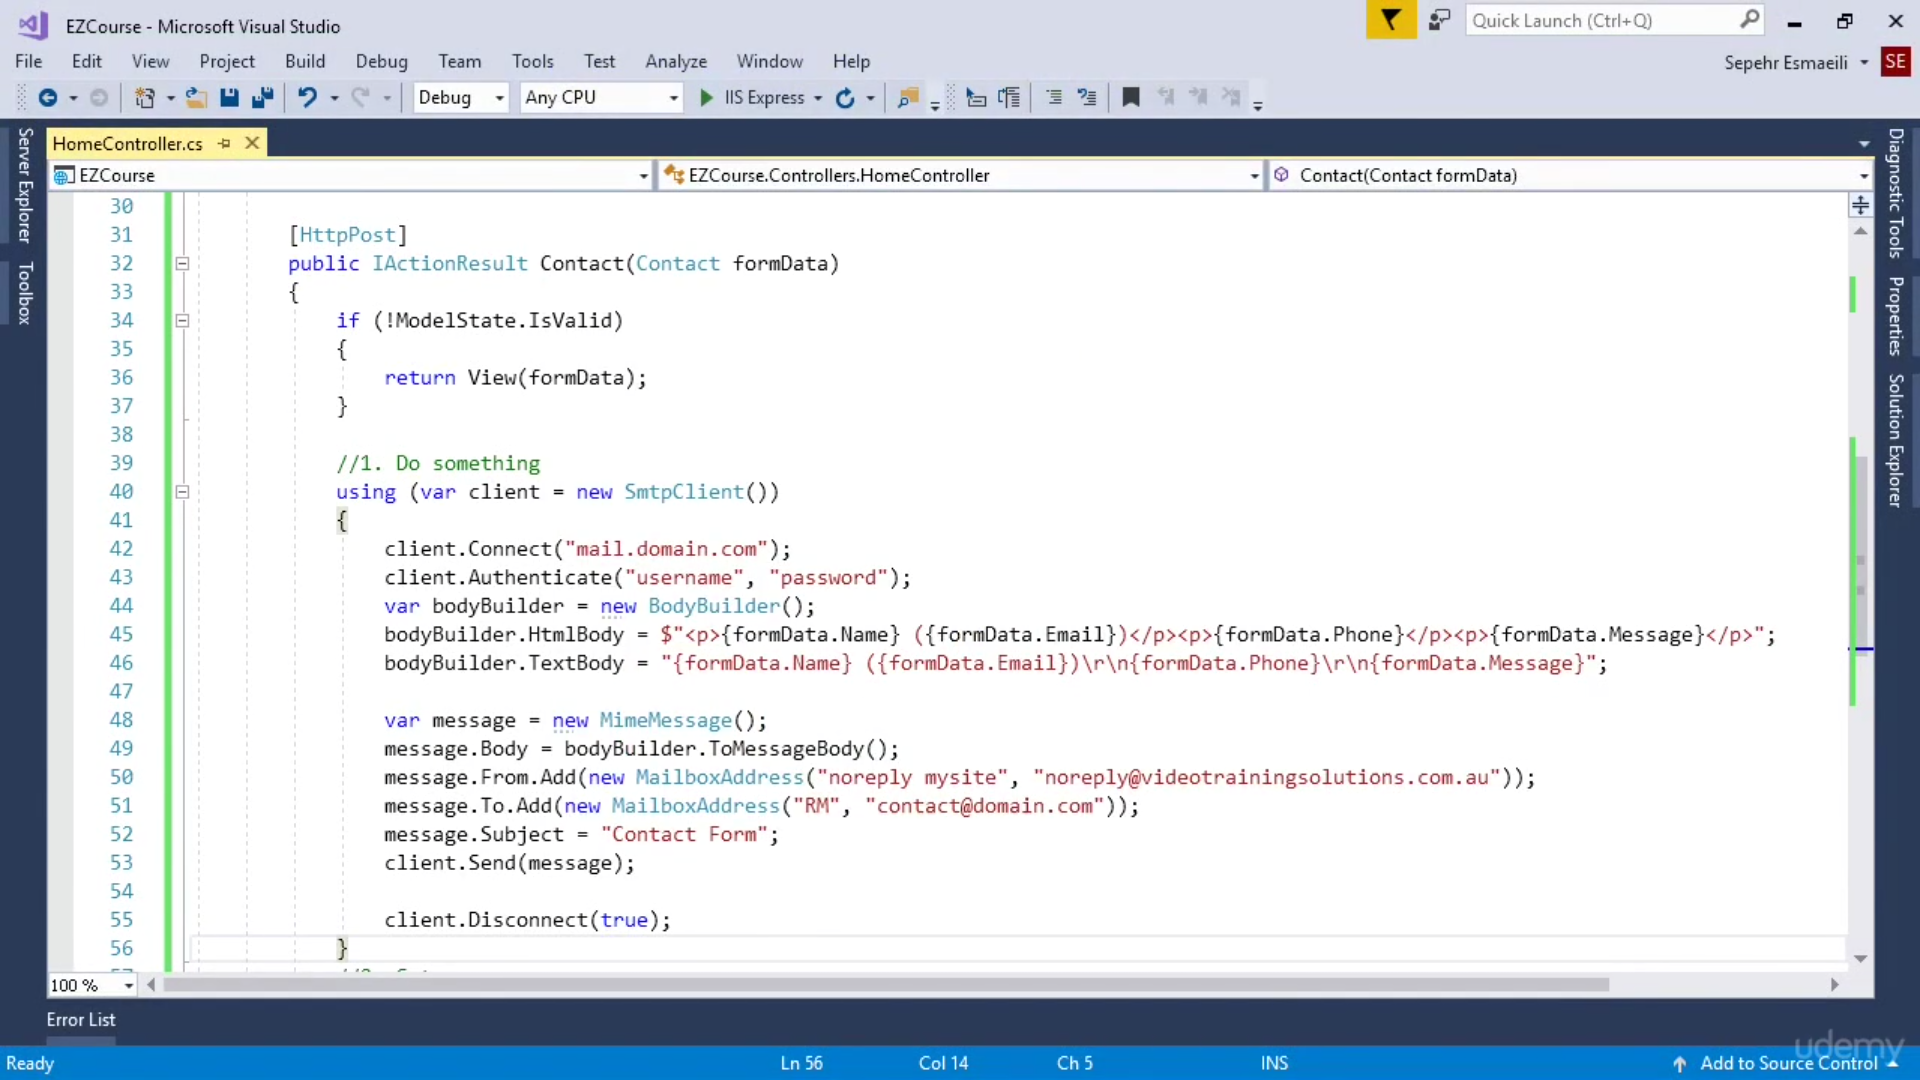 EZCourse - Microsoft Visual Studio
Quick Launch (Ctrl+Q)
File Edit View Project Build Debug Team Tools Test Analyze Window Help
Sepehr Esmaeili SE
Debug Any CPU IIS Express
HomeController.cs
EZCourse EZCourse.Controllers.HomeController Contact(Contact formData)
Server Explorer
Toolbox
Diagnostic Tools
Properties
Solution Explorer
30
31 [HttpPost]
32 public IActionResult Contact(Contact formData)
33 {
34 if (!ModelState.IsValid)
35 {
36 return View(formData);
37 }
38
39 //1. Do something
40 using (var client = new SmtpClient())
41 {
42 client.Connect("mail.domain.com");
43 client.Authenticate("username", "password");
44 var bodyBuilder = new BodyBuilder();
45 bodyBuilder.HtmlBody = $"<p>{formData.Name} ({formData.Email})</p><p>{formData.Phone}</p><p>{formData.Message}</p>";
46 bodyBuilder.TextBody = "{formData.Name} ({formData.Email})\r\n{formData.Phone}\r\n{formData.Message}";
47
48 var message = new MimeMessage();
49 message.Body = bodyBuilder.ToMessageBody();
50 message.From.Add(new MailboxAddress("noreply mysite", "noreply@videotrainingsolutions.com.au"));
51 message.To.Add(new MailboxAddress("RM", "contact@domain.com"));
52 message.Subject = "Contact Form";
53 client.Send(message);
54
55 client.Disconnect(true);
56 }
100 %
Error List
Ready Ln 56 Col 14 Ch 5 INS Add to Source Control
udemy